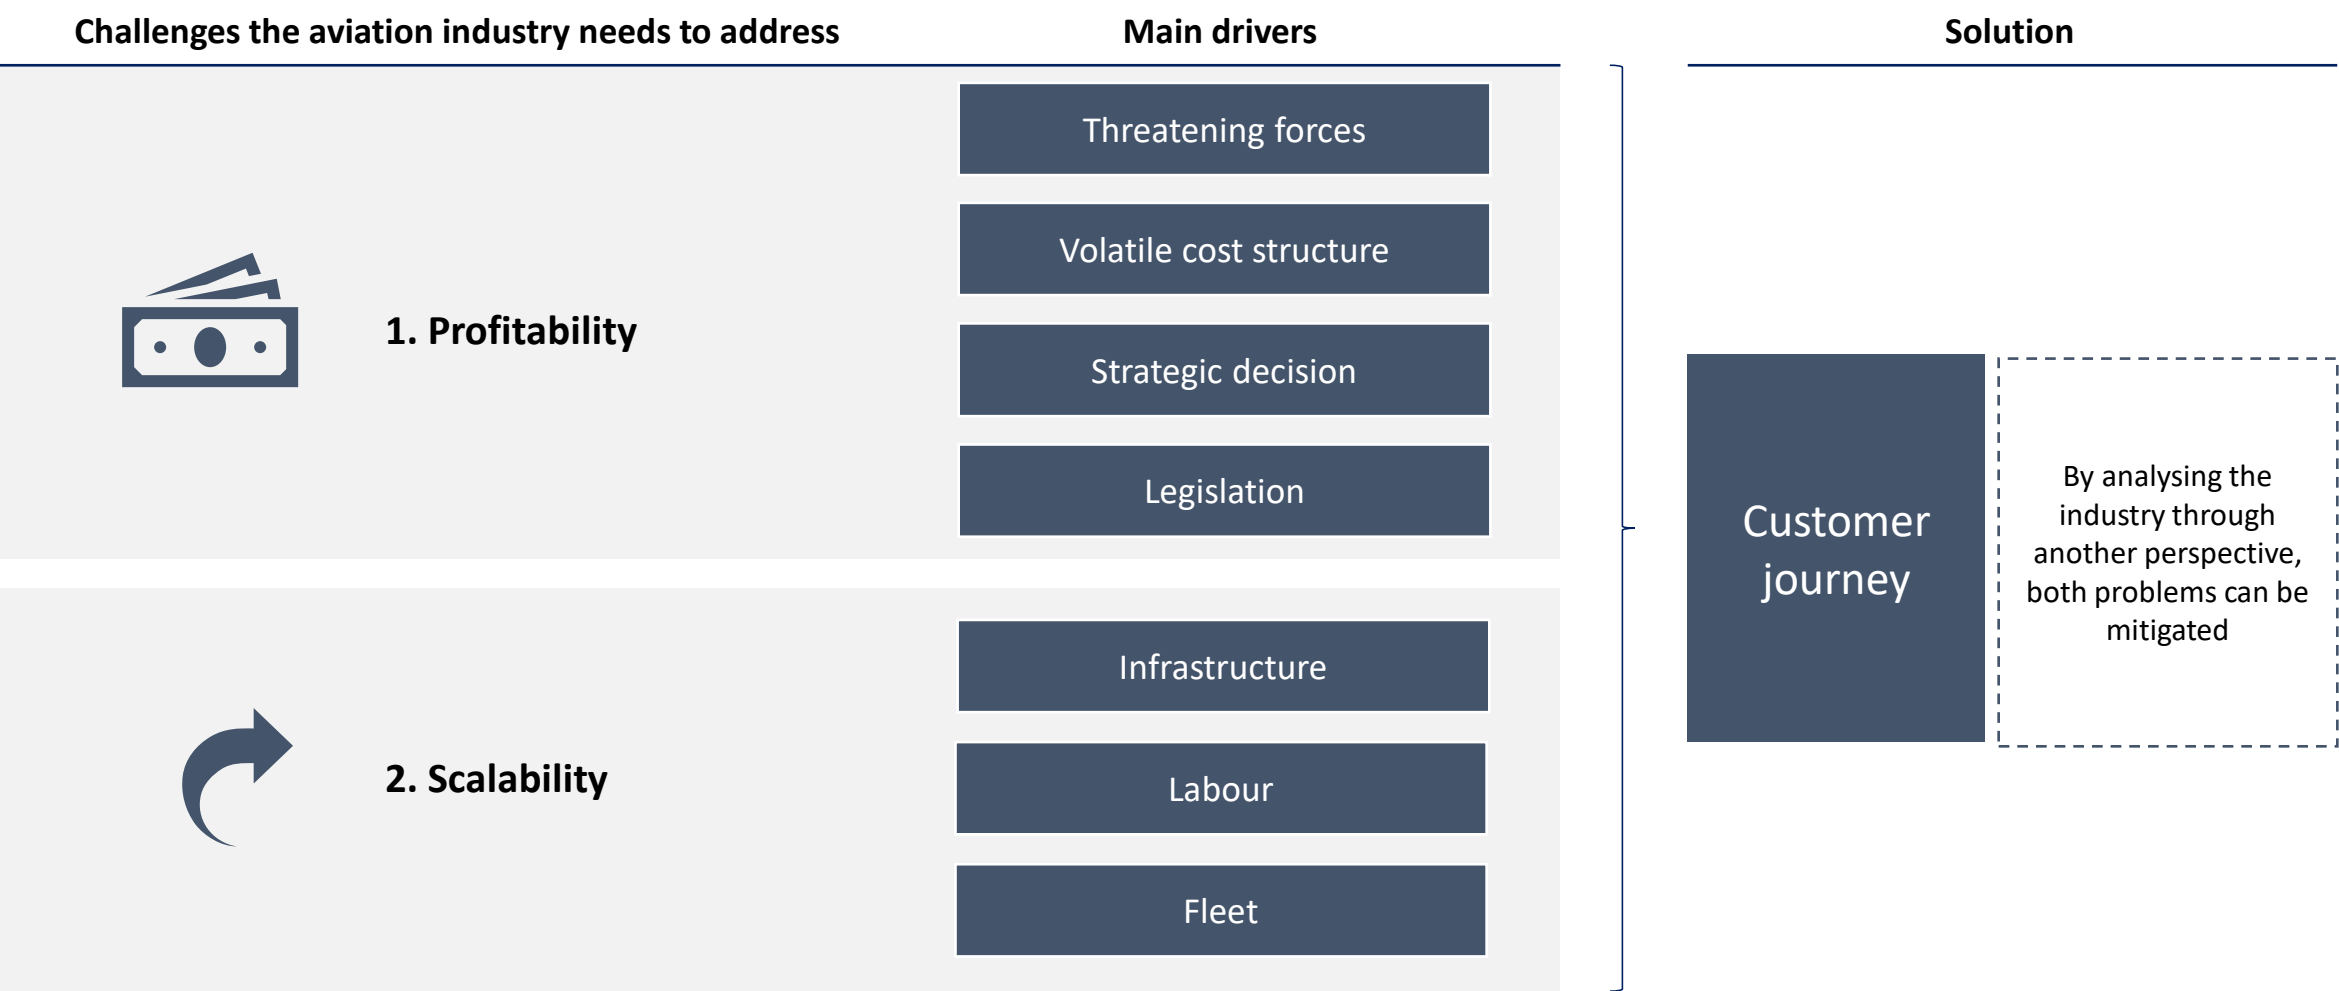 Challenges the aviation industry needs to address
Main drivers
Solution
1. Profitability
Threatening forces
Volatile cost structure
Strategic decision
Legislation
2. Scalability
Infrastructure
Labour
Fleet
Customer
journey
By analysing the
industry through
another perspective,
both problems can be
mitigated